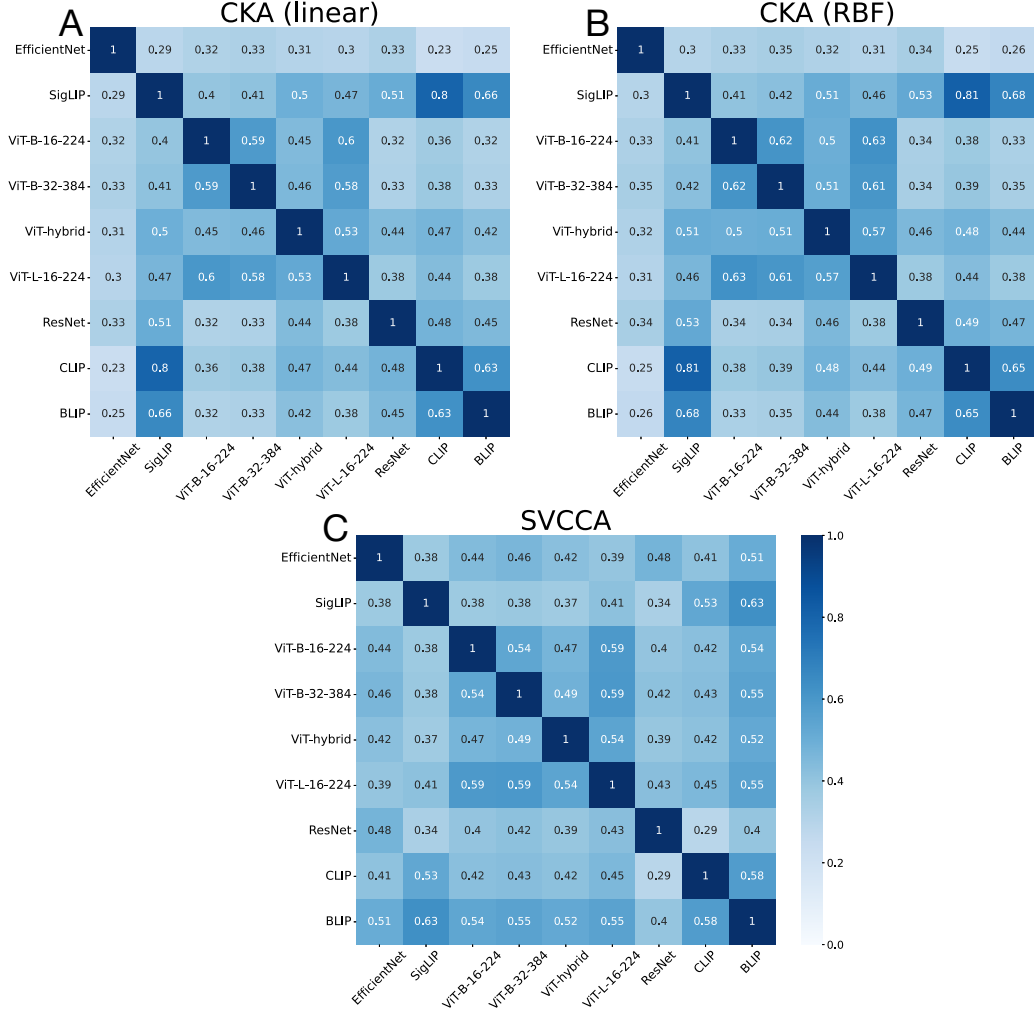 A CKA (linear)
EfficientNet 1 0.29 0.32 0.33 0.31 0.3 0.33 0.23 0.25
SigLIP 0.29 1 0.4 0.41 0.5 0.47 0.51 0.8 0.66
ViT-B-16-224 0.32 0.4 1 0.59 0.45 0.6 0.32 0.36 0.32
ViT-B-32-384 0.33 0.41 0.59 1 0.46 0.58 0.33 0.38 0.33
ViT-hybrid 0.31 0.5 0.45 0.46 1 0.53 0.44 0.47 0.42
ViT-L-16-224 0.3 0.47 0.6 0.58 0.53 1 0.38 0.44 0.38
ResNet 0.33 0.51 0.32 0.33 0.44 0.38 1 0.48 0.45
CLIP 0.23 0.8 0.36 0.38 0.47 0.44 0.48 1 0.63
BLIP 0.25 0.66 0.32 0.33 0.42 0.38 0.45 0.63 1
EfficientNet SigLIP ViT-B-16-224 ViT-B-32-384 ViT-hybrid ViT-L-16-224 ResNet CLIP BLIP
B CKA (RBF)
EfficientNet 1 0.3 0.33 0.35 0.32 0.31 0.34 0.25 0.26
SigLIP 0.3 1 0.41 0.42 0.51 0.46 0.53 0.81 0.68
ViT-B-16-224 0.33 0.41 1 0.62 0.5 0.63 0.34 0.38 0.33
ViT-B-32-384 0.35 0.42 0.62 1 0.51 0.61 0.34 0.39 0.35
ViT-hybrid 0.32 0.51 0.5 0.51 1 0.57 0.46 0.48 0.44
ViT-L-16-224 0.31 0.46 0.63 0.61 0.57 1 0.38 0.44 0.38
ResNet 0.34 0.53 0.34 0.34 0.46 0.38 1 0.49 0.47
CLIP 0.25 0.81 0.38 0.39 0.48 0.44 0.49 1 0.65
BLIP 0.26 0.68 0.33 0.35 0.44 0.38 0.47 0.65 1
EfficientNet SigLIP ViT-B-16-224 ViT-B-32-384 ViT-hybrid ViT-L-16-224 ResNet CLIP BLIP
C SVCCA
EfficientNet 1 0.38 0.44 0.46 0.42 0.39 0.48 0.41 0.51
SigLIP 0.38 1 0.38 0.38 0.37 0.41 0.34 0.53 0.63
ViT-B-16-224 0.44 0.38 1 0.54 0.47 0.59 0.4 0.42 0.54
ViT-B-32-384 0.46 0.38 0.54 1 0.49 0.59 0.42 0.43 0.55
ViT-hybrid 0.42 0.37 0.47 0.49 1 0.54 0.39 0.42 0.52
ViT-L-16-224 0.39 0.41 0.59 0.59 0.54 1 0.43 0.45 0.55
ResNet 0.48 0.34 0.4 0.42 0.39 0.43 1 0.29 0.4
CLIP 0.41 0.53 0.42 0.43 0.42 0.45 0.29 1 0.58
BLIP 0.51 0.63 0.54 0.55 0.52 0.55 0.4 0.58 1
EfficientNet SigLIP ViT-B-16-224 ViT-B-32-384 ViT-hybrid ViT-L-16-224 ResNet CLIP BLIP
1.0
0.8
0.6
0.4
0.2
0.0